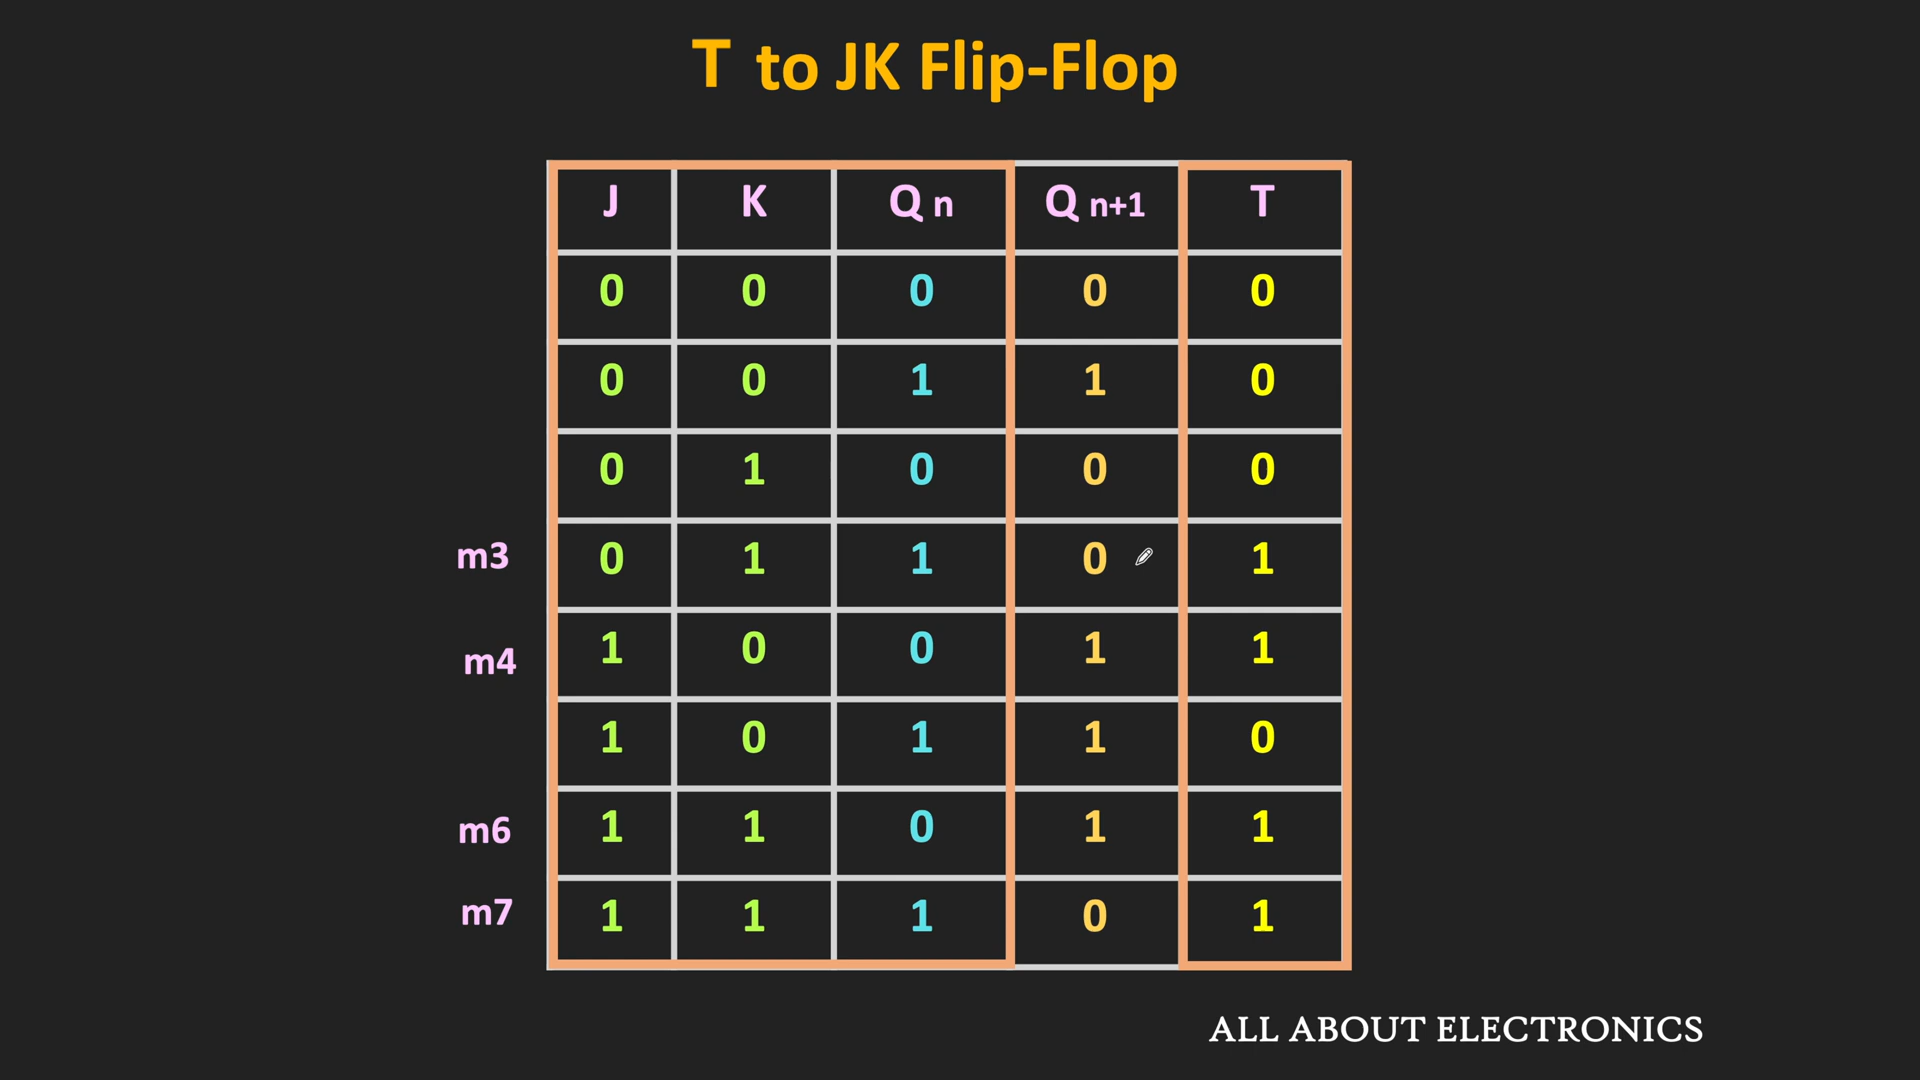 T to JK Flip-Flop
J K Q n Q n+1 T
0 0 0 0 0
0 0 1 1 0
0 1 0 0 0
m3 0 1 1 0 1
m4 1 0 0 1 1
1 0 1 1 0
m6 1 1 0 1 1
m7 1 1 1 0 1
ALL ABOUT ELECTRONICS